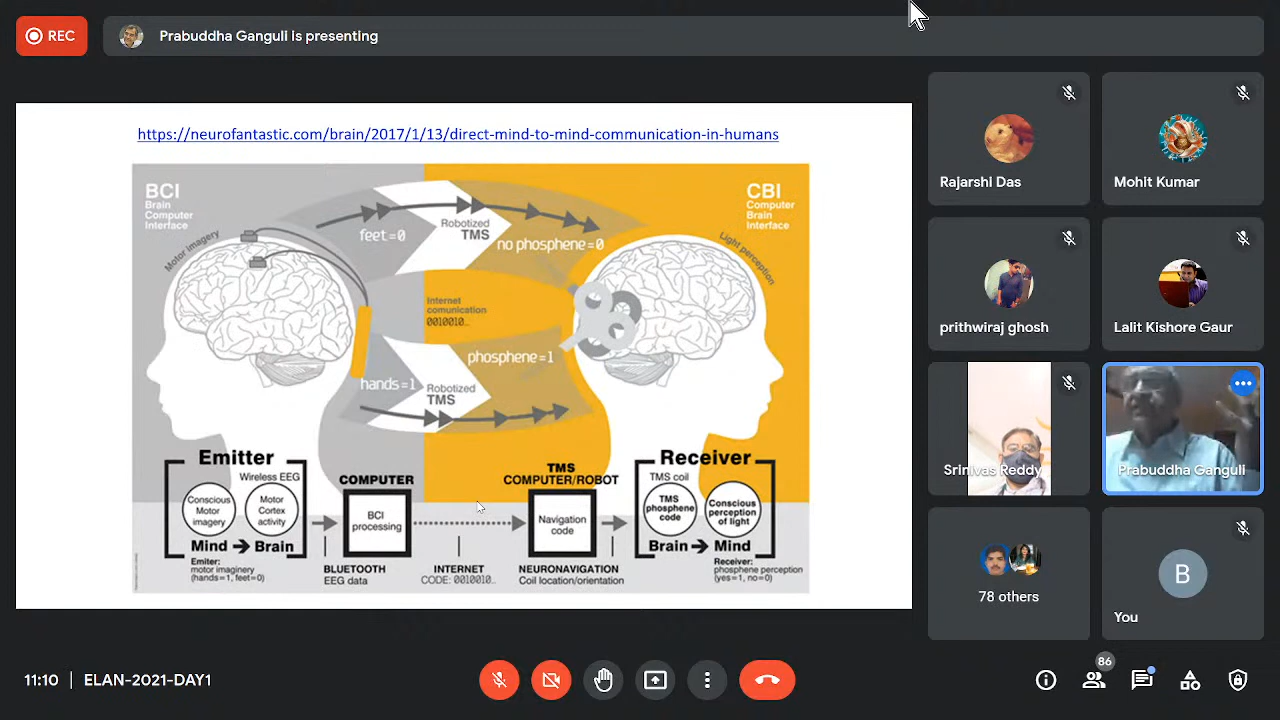 REC
Prabuddha Ganguli is presenting
https://neurofantastic.com/brain/2017/1/13/direct-mind-to-mind-communication-in-humans
BCI
Brain
Computer
Interface
CBI
Computer
Brain
Interface
Motor imagery
feet=0
Robotized
TMS
no phosphene=0
Light perception
Internet
comunication
0010010..
phosphene=1
hands=1
Robotized
TMS
Emitter
Wireless EEG
Conscious
Motor
imagery
Motor
Cortex
activity
Mind
Brain
Emiter:
motor imaginery
(hands=1, feet=0)
COMPUTER
BCI
processing
BLUETOOTH
EEG data
INTERNET
CODE: 0010010..
TMS
COMPUTER/ROBOT
Navigation
code
NEURONAVIGATION
Coil location/orientation
Receiver
TMS coil
TMS
phosphene
code
Conscious
perception
of light
Brain
Mind
Receiver:
phosphene perception
(yes=1, no=0)
Rajarshi Das
Mohit Kumar
prithwiraj ghosh
Lalit Kishore Gaur
Srinivas Reddy
Prabuddha Ganguli
78 others
B
You
11:10 | ELAN-2021-DAY1
86